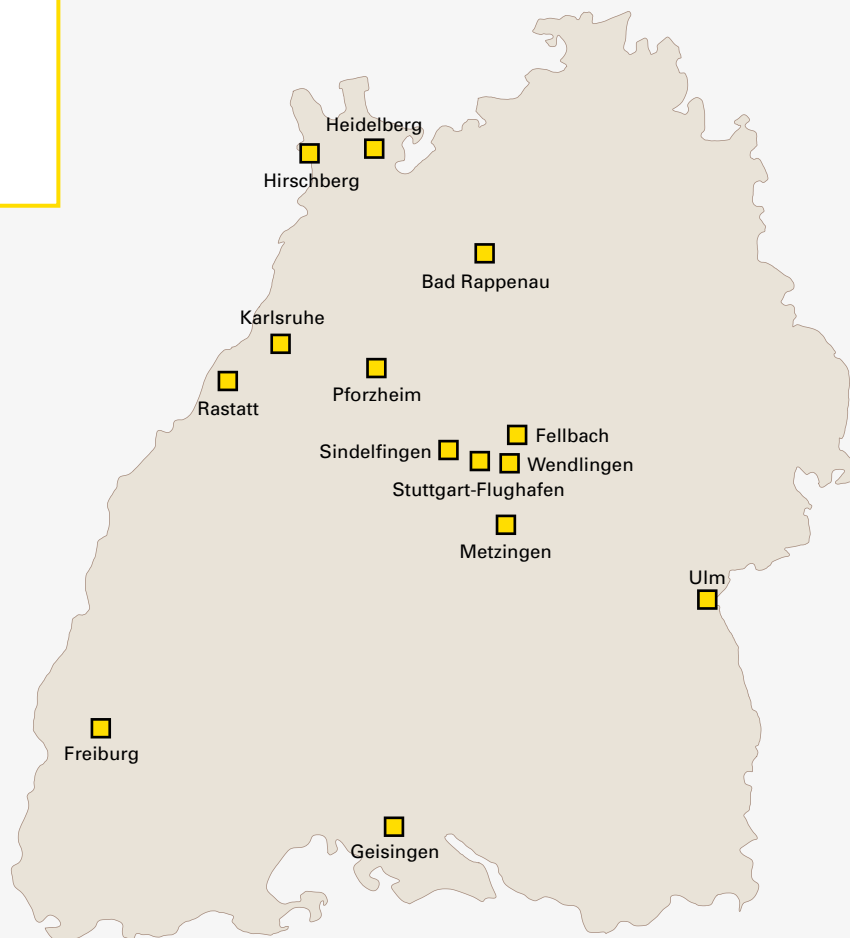 Heidelberg
Hirschberg
Bad Rappenau
Karlsruhe
Pforzheim
Rastatt
Fellbach
Sindelfingen
Wendlingen
Stuttgart-Flughafen
Metzingen
Ulm
Freiburg
Geisingen